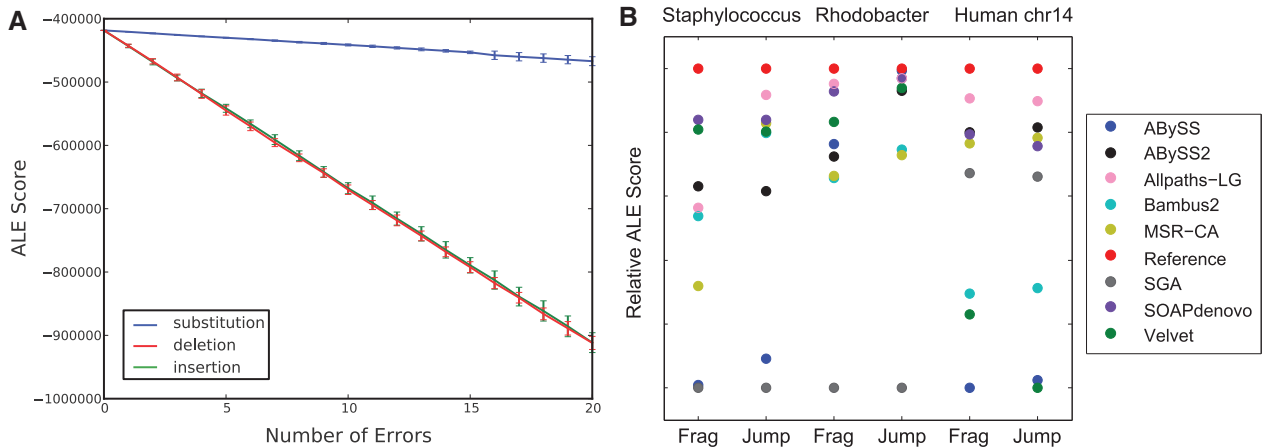 A
−400000
−500000
−600000
−700000
−800000
−900000
−1000000
ALE Score
0
5
10
15
20
Number of Errors
substitution
deletion
insertion
B
Staphylococcus Rhodobacter Human chr14
Relative ALE Score
Frag Jump Frag Jump Frag Jump
ABySS
ABySS2
Allpaths−LG
Bambus2
MSR−CA
Reference
SGA
SOAPdenovo
Velvet